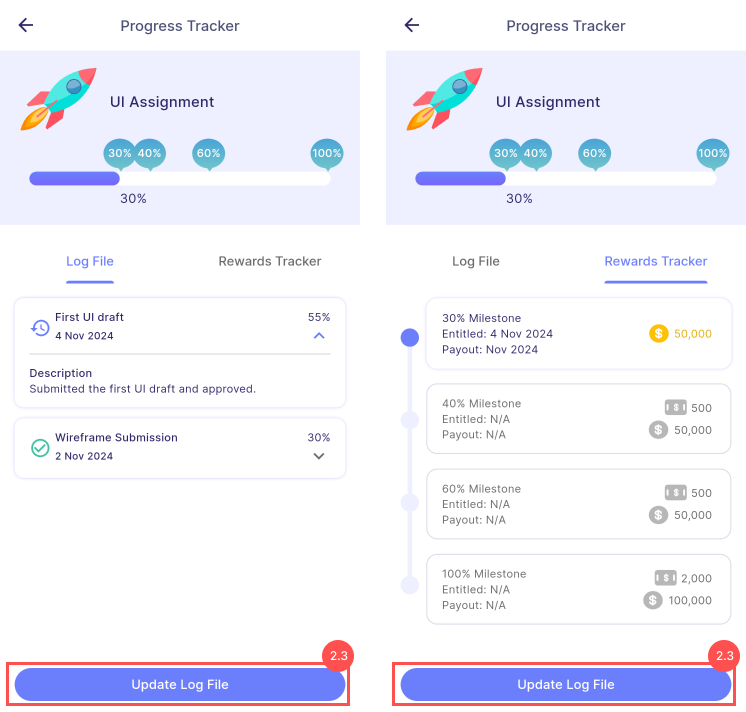 Progress Tracker
UI Assignment
30% 40% 60% 100%
30%
Log File Rewards Tracker
First UI draft 55%
4 Nov 2024
Description
Submitted the first UI draft and approved.
Wireframe Submission 30%
2 Nov 2024
2.3
Update Log File
Progress Tracker
UI Assignment
30% 40% 60% 100%
30%
Log File Rewards Tracker
30% Milestone
Entitled: 4 Nov 2024
$ 50,000
Payout: Nov 2024
40% Milestone
$ 500
Entitled: N/A
$ 50,000
Payout: N/A
60% Milestone
$ 500
Entitled: N/A
$ 50,000
Payout: N/A
100% Milestone
$ 2,000
Entitled: N/A
$ 100,000
Payout: N/A
2.3
Update Log File